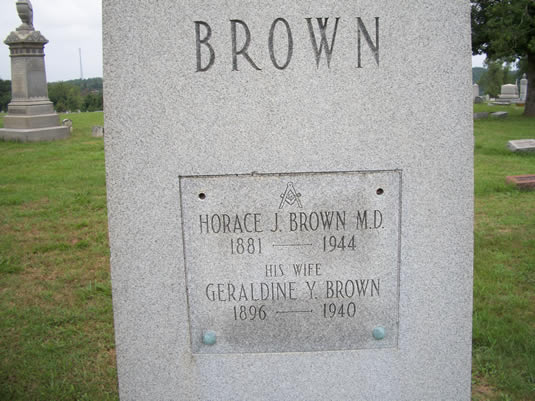 BROWN
HORACE J. BROWN M.D.
1881 — 1944
HIS WIFE
GERALDINE Y. BROWN
1896 — 1940